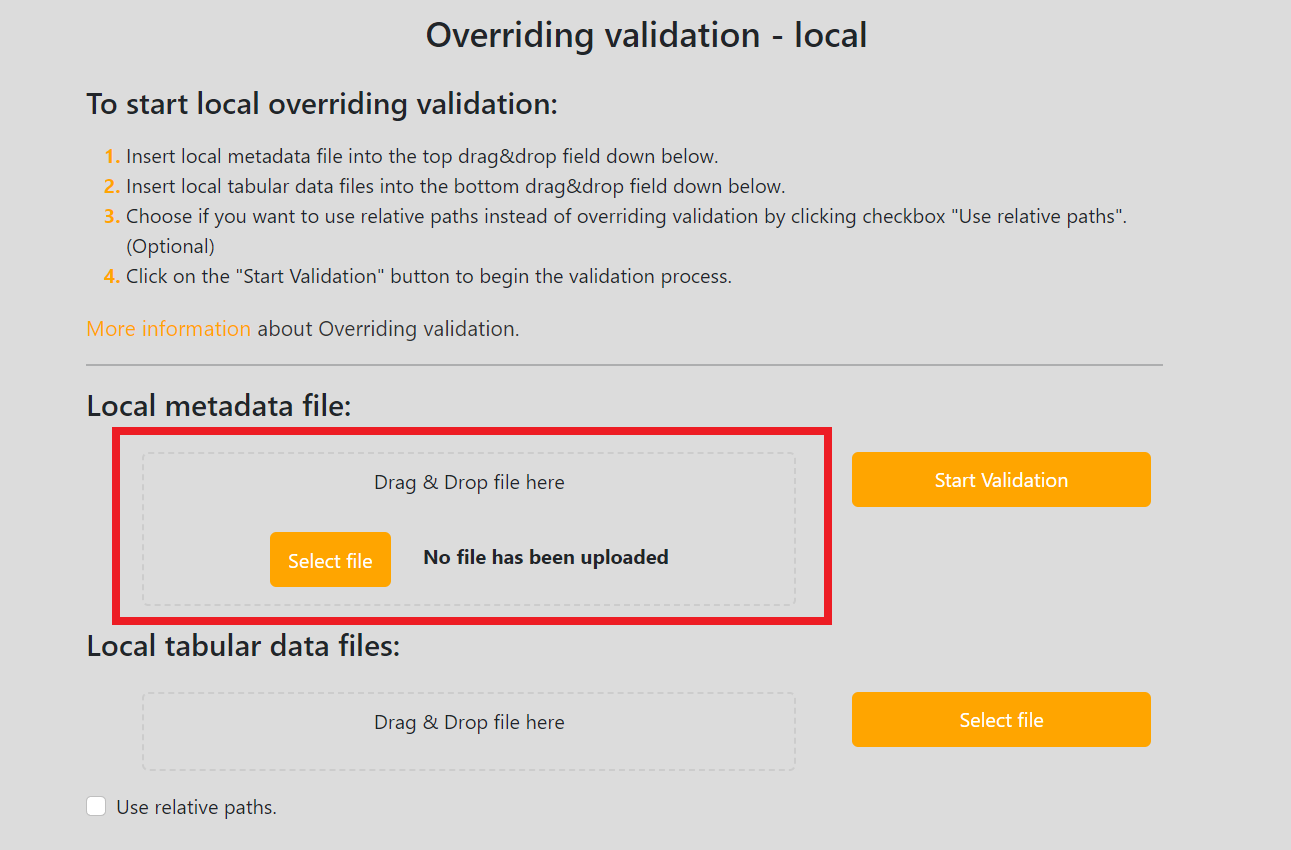 Overriding validation - local
To start local overriding validation:
1. Insert local metadata file into the top drag&drop field down below.
2. Insert local tabular data files into the bottom drag&drop field down below.
3. Choose if you want to use relative paths instead of overriding validation by clicking checkbox "Use relative paths".
(Optional)
4. Click on the "Start Validation" button to begin the validation process.
More information about Overriding validation.
Local metadata file:
Drag & Drop file here
Start Validation
Select file
No file has been uploaded
Local tabular data files:
Drag & Drop file here
Select file
Use relative paths.